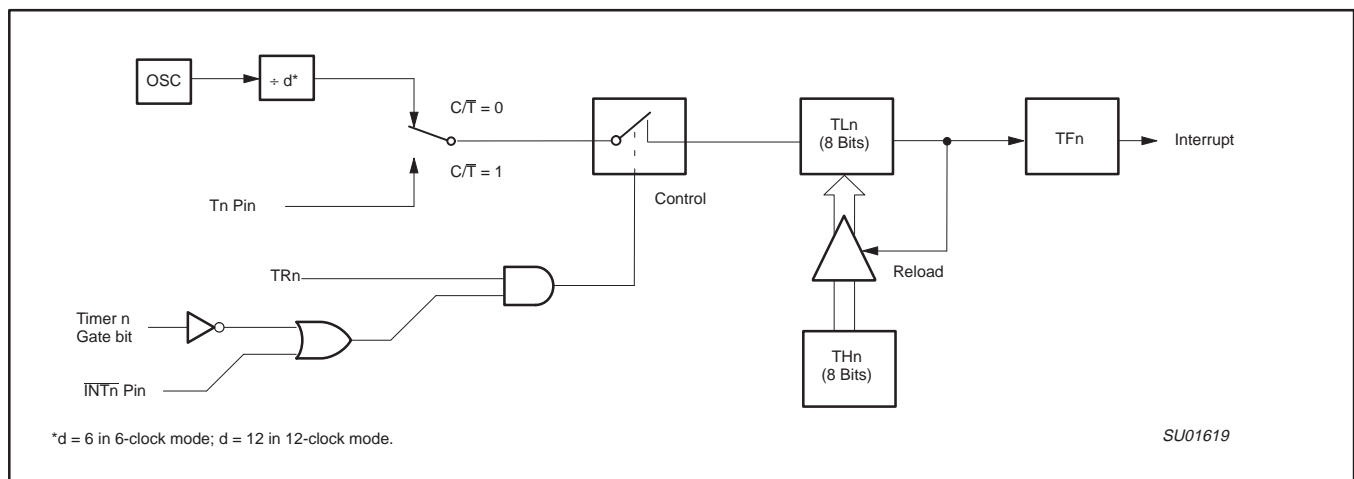 OSC
÷ d*
C/T̅ = 0
C/T̅ = 1
Tn Pin
Control
TLn
(8 Bits)
TFn
Interrupt
Reload
TRn
Timer n
Gate bit
I̅N̅T̅n̅ Pin
THn
(8 Bits)
*d = 6 in 6-clock mode; d = 12 in 12-clock mode.
SU01619